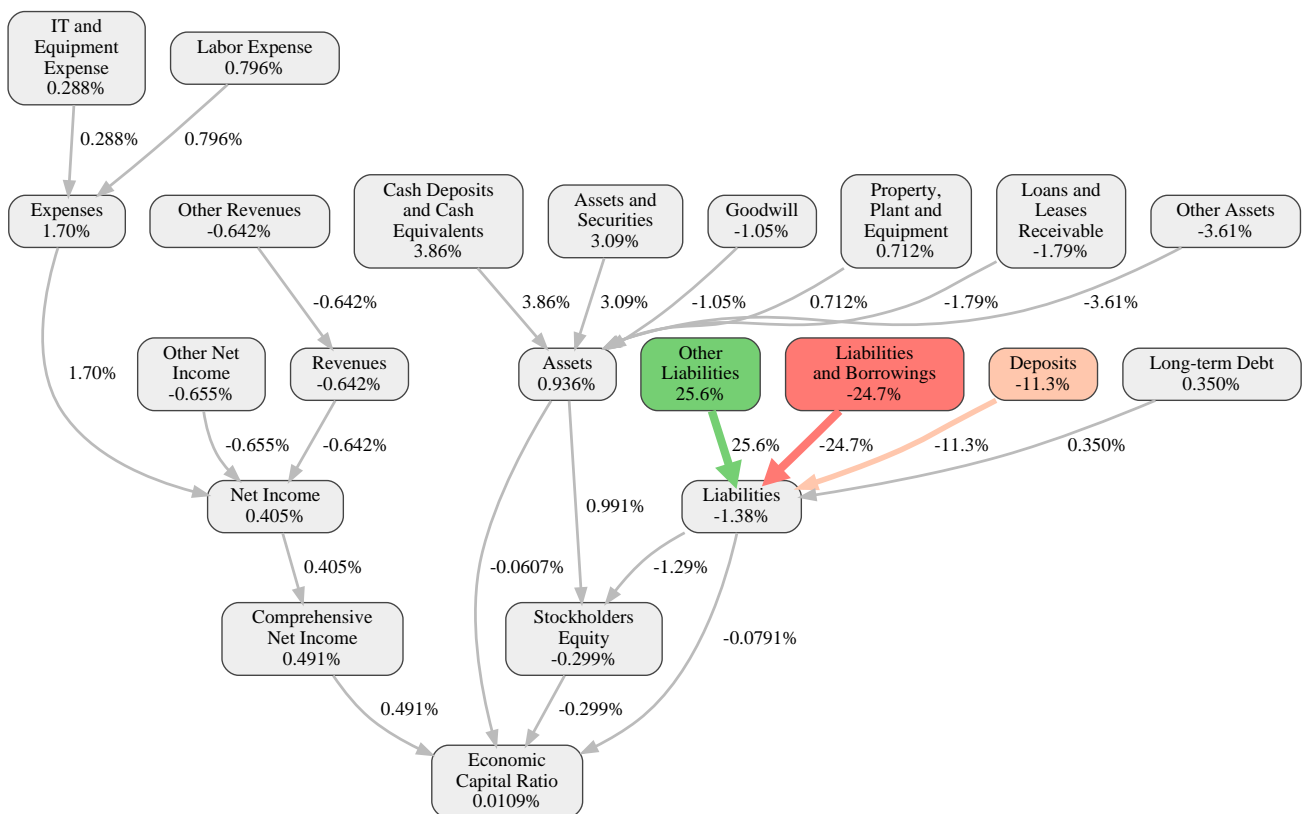 IT and
Equipment
Expense
0.288%
Labor Expense
0.796%
0.288%
0.796%
Expenses
1.70%
Other Revenues
-0.642%
Cash Deposits
and Cash
Equivalents
3.86%
Assets and
Securities
3.09%
Goodwill
-1.05%
Property,
Plant and
Equipment
0.712%
Loans and
Leases
Receivable
-1.79%
Other Assets
-3.61%
-0.642%
3.86%
3.09%
-1.05%
0.712%
-1.79%
-3.61%
1.70%
Other Net
Income
-0.655%
Revenues
-0.642%
Assets
0.936%
Other
Liabilities
25.6%
Liabilities
and Borrowings
-24.7%
Deposits
-11.3%
Long-term Debt
0.350%
-0.655%
-0.642%
25.6%
-24.7%
-11.3%
0.350%
Net Income
0.405%
0.991%
Liabilities
-1.38%
0.405%
-0.0607%
-1.29%
Comprehensive
Net Income
0.491%
Stockholders
Equity
-0.299%
-0.0791%
0.491%
-0.299%
Economic
Capital Ratio
0.0109%